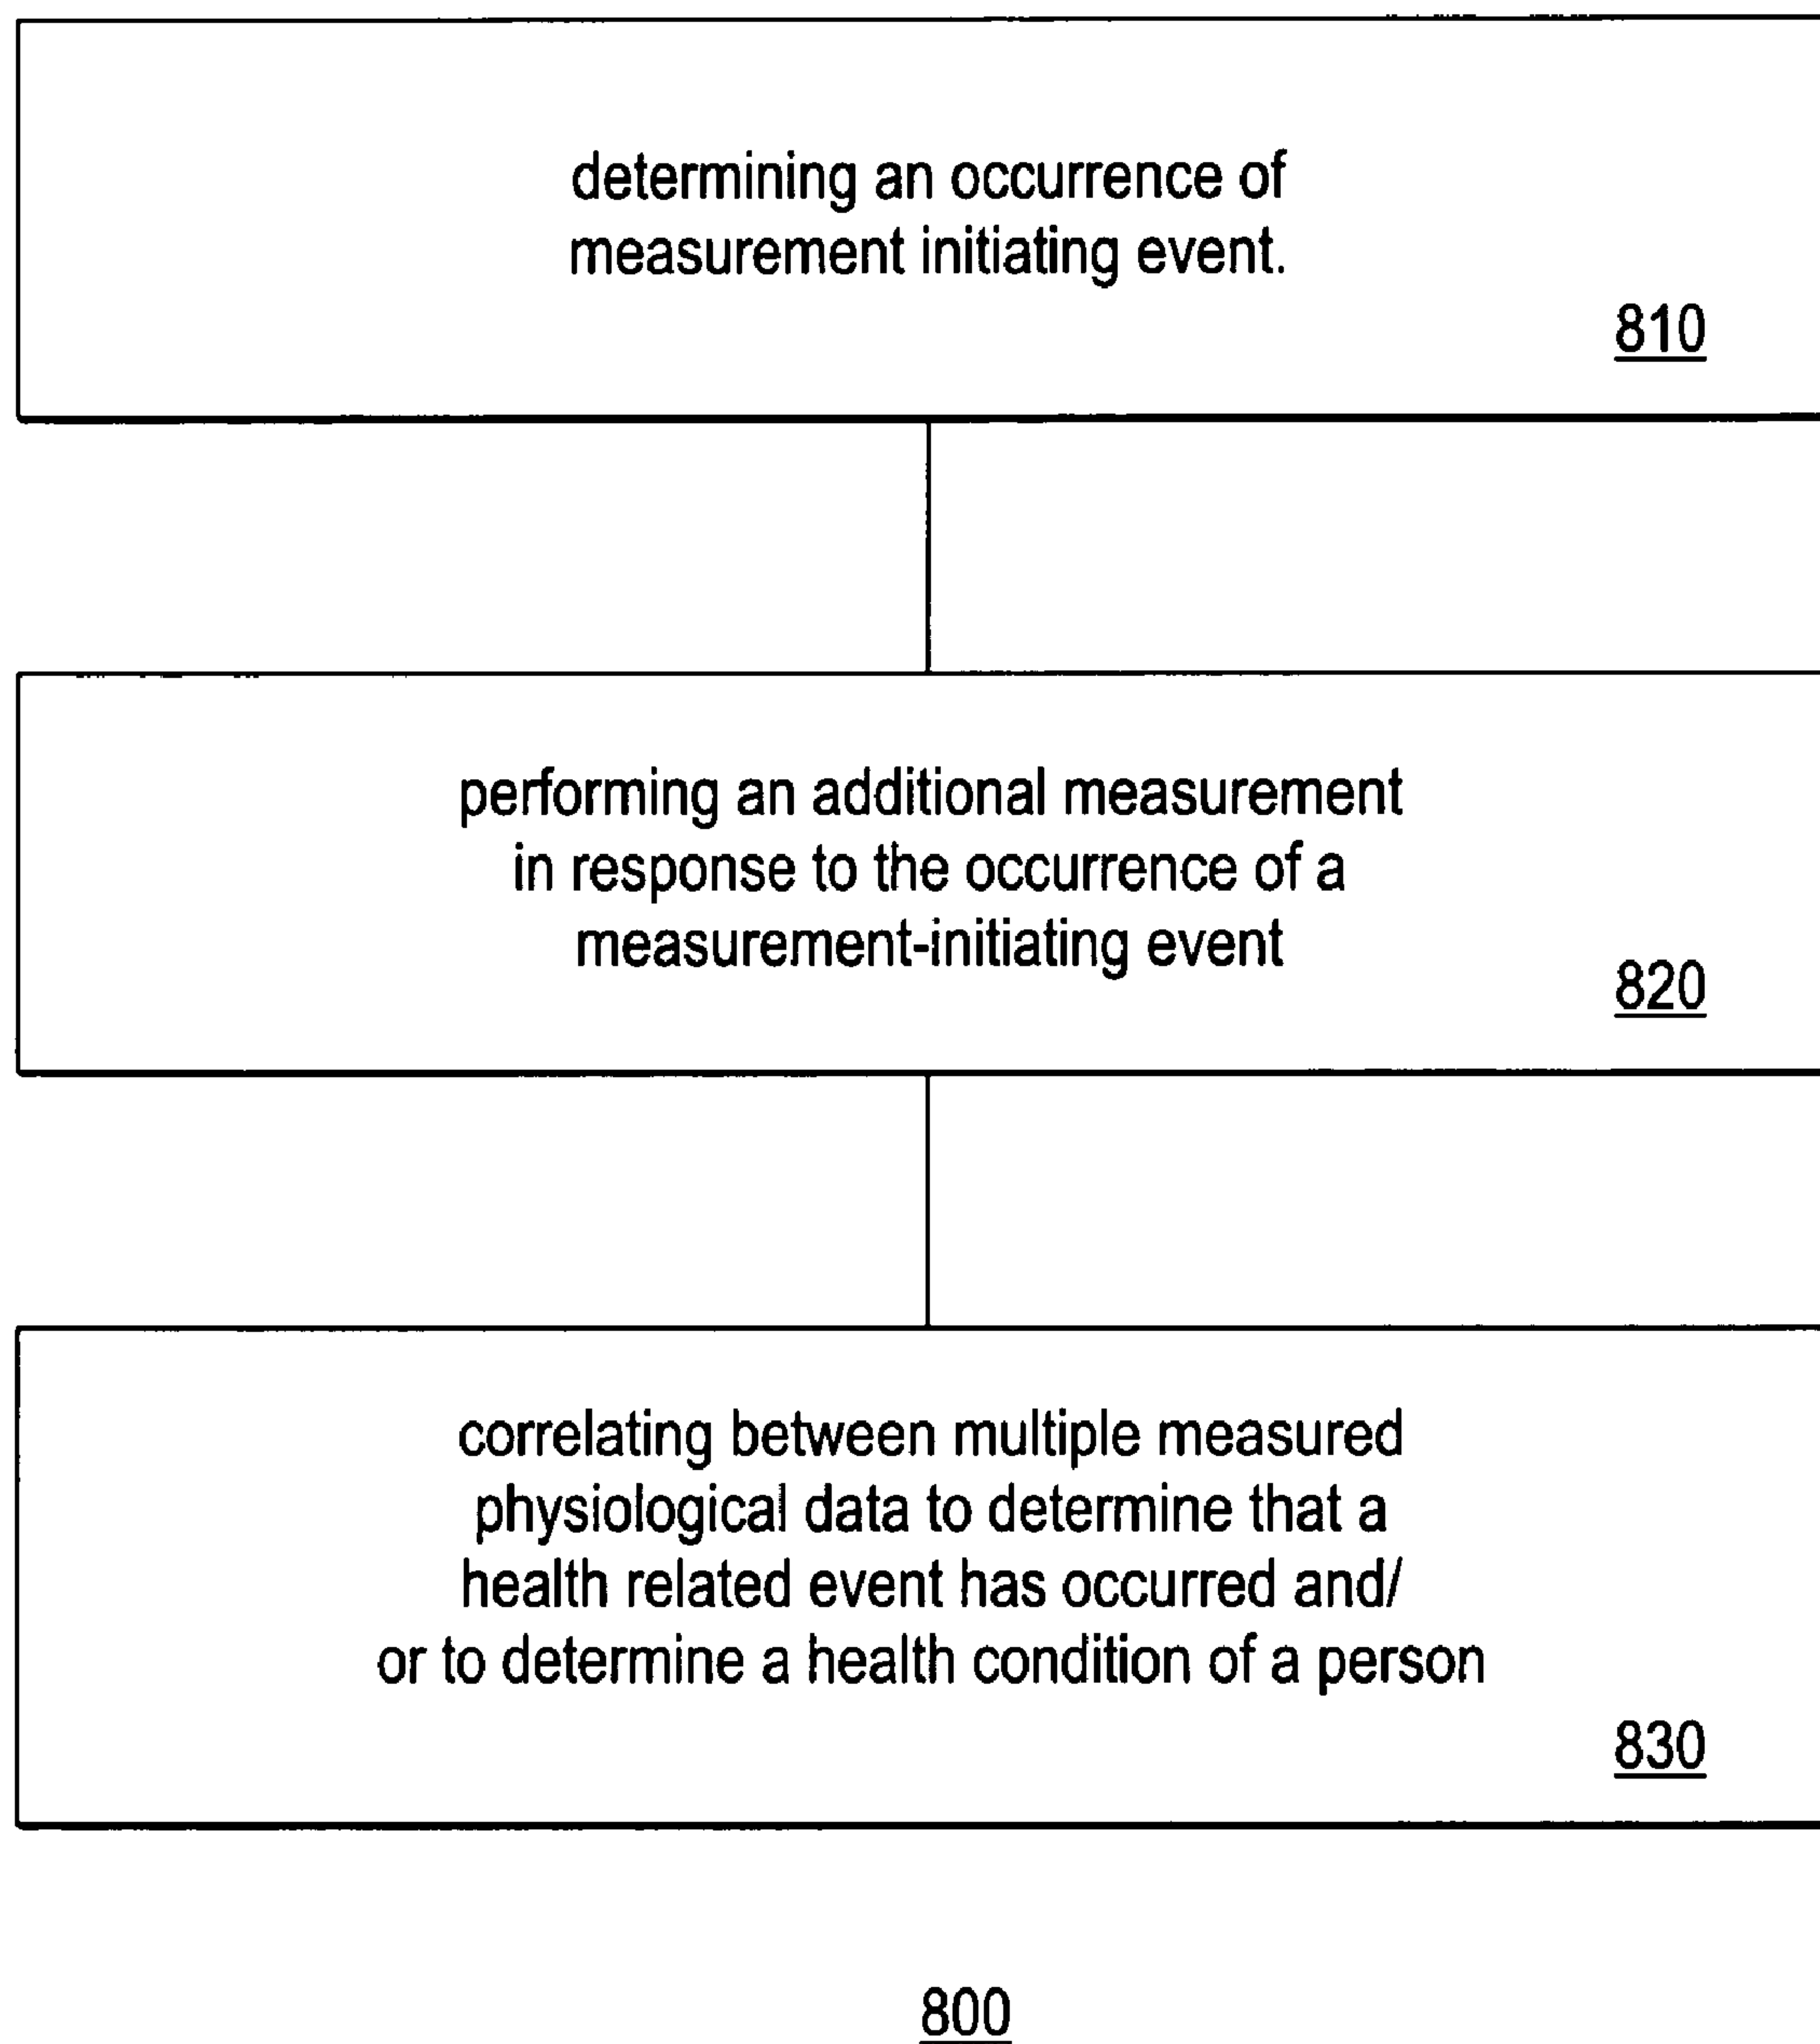 determining an occurrence of
measurement initiating event.
810
performing an additional measurement
in response to the occurrence of a
measurement-initiating event
820
correlating between multiple measured
physiological data to determine that a
health related event has occurred and/
or to determine a health condition of a person
830
800